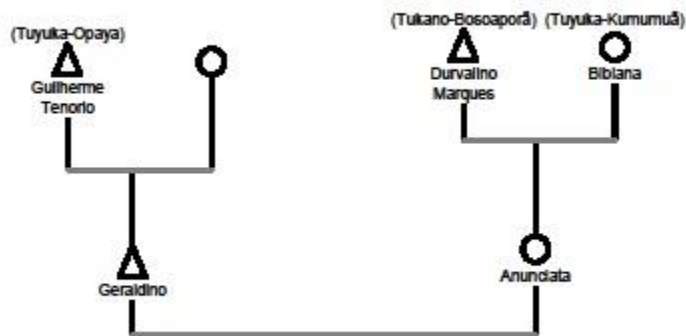 (Tuyuka-Opaya)
(Tukano-Bosoaporã) (Tuyuka-Kumumuã)
Guilherme
Tenorio
Durvalino
Marques
Bibiana
Geraldino
Anunciata